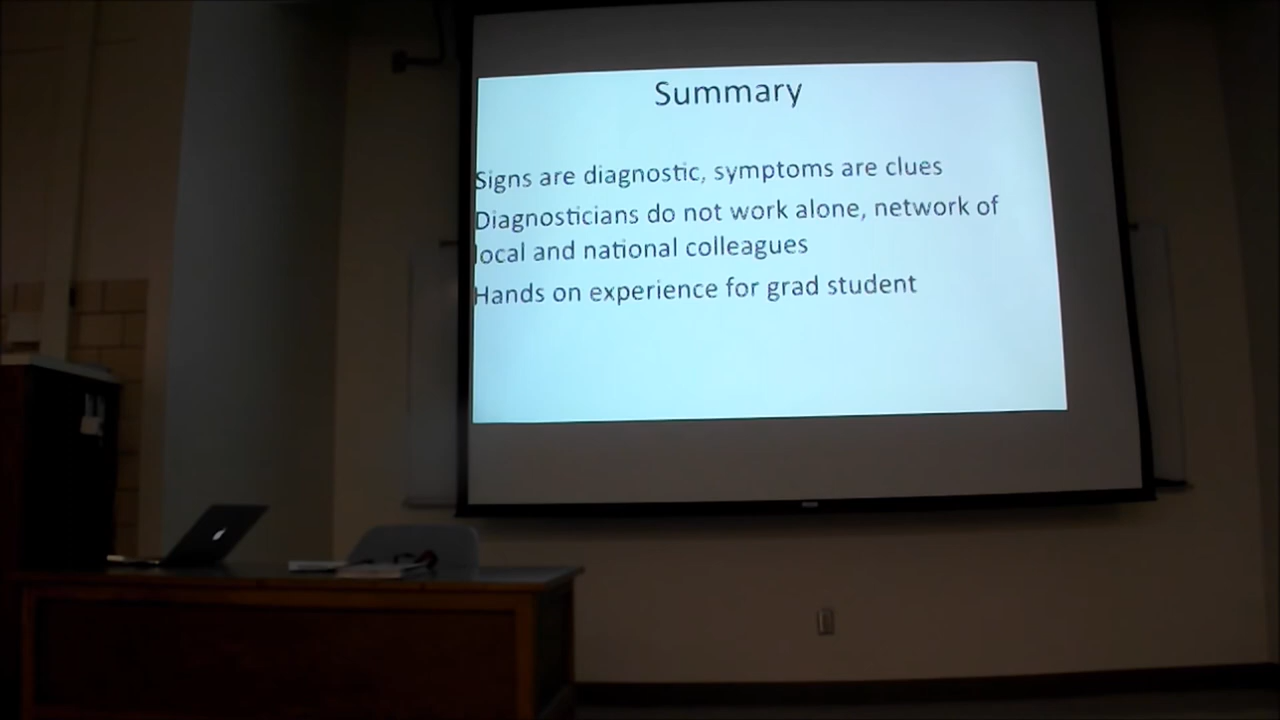 Summary
Signs are diagnostic, symptoms are clues
Diagnosticians do not work alone, network of
local and national colleagues
Hands on experience for grad student